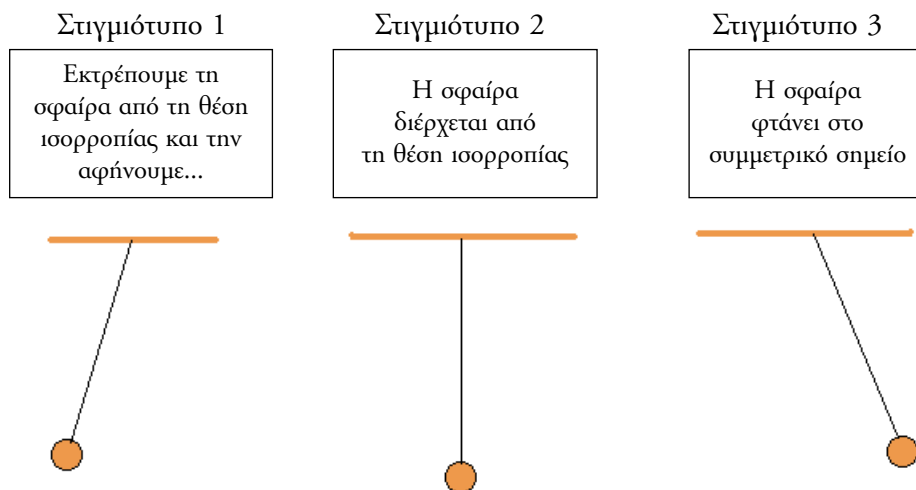 Στιγμιότυπο 1
Εκτρέπουμε τη
σφαίρα από τη θέση
ισορροπίας και την
αφήνουμε...
Στιγμιότυπο 2
Η σφαίρα
διέρχεται από
τη θέση ισορροπίας
Στιγμιότυπο 3
Η σφαίρα
φτάνει στο
συμμετρικό σημείο